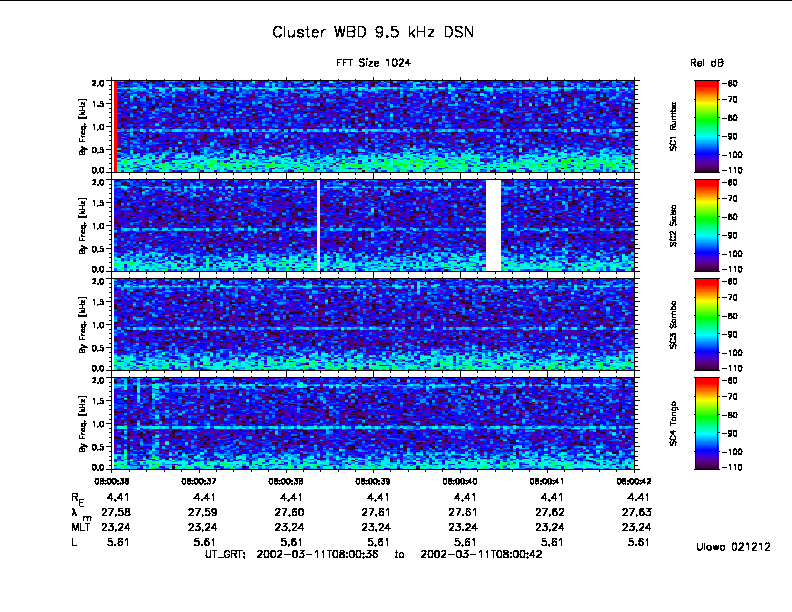 Cluster WBD 9.5 kHz DSN
FFT Size 1024
Rel dB
2.0
1.5
1.0
0.5
0.0
By Freq. [kHz]
SC1 Rumba
-60
-70
-80
-90
-100
-110
2.0
1.5
1.0
0.5
0.0
By Freq. [kHz]
SC2 Salsa
-60
-70
-80
-90
-100
-110
2.0
1.5
1.0
0.5
0.0
By Freq. [kHz]
SC3 Samba
-60
-70
-80
-90
-100
-110
2.0
1.5
1.0
0.5
0.0
By Freq. [kHz]
SC4 Tango
-60
-70
-80
-90
-100
-110
08:00:36 08:00:37 08:00:38 08:00:39 08:00:40 08:00:41 08:00:42
RE 4.41 4.41 4.41 4.41 4.41 4.41 4.41
λm 27.58 27.59 27.60 27.61 27.61 27.62 27.63
MLT 23.24 23.24 23.24 23.24 23.24 23.24 23.24
L 5.61 5.61 5.61 5.61 5.61 5.61 5.61
UT_GRT: 2002-03-11T08:00:36 to 2002-03-11T08:00:42
UIowa 021212